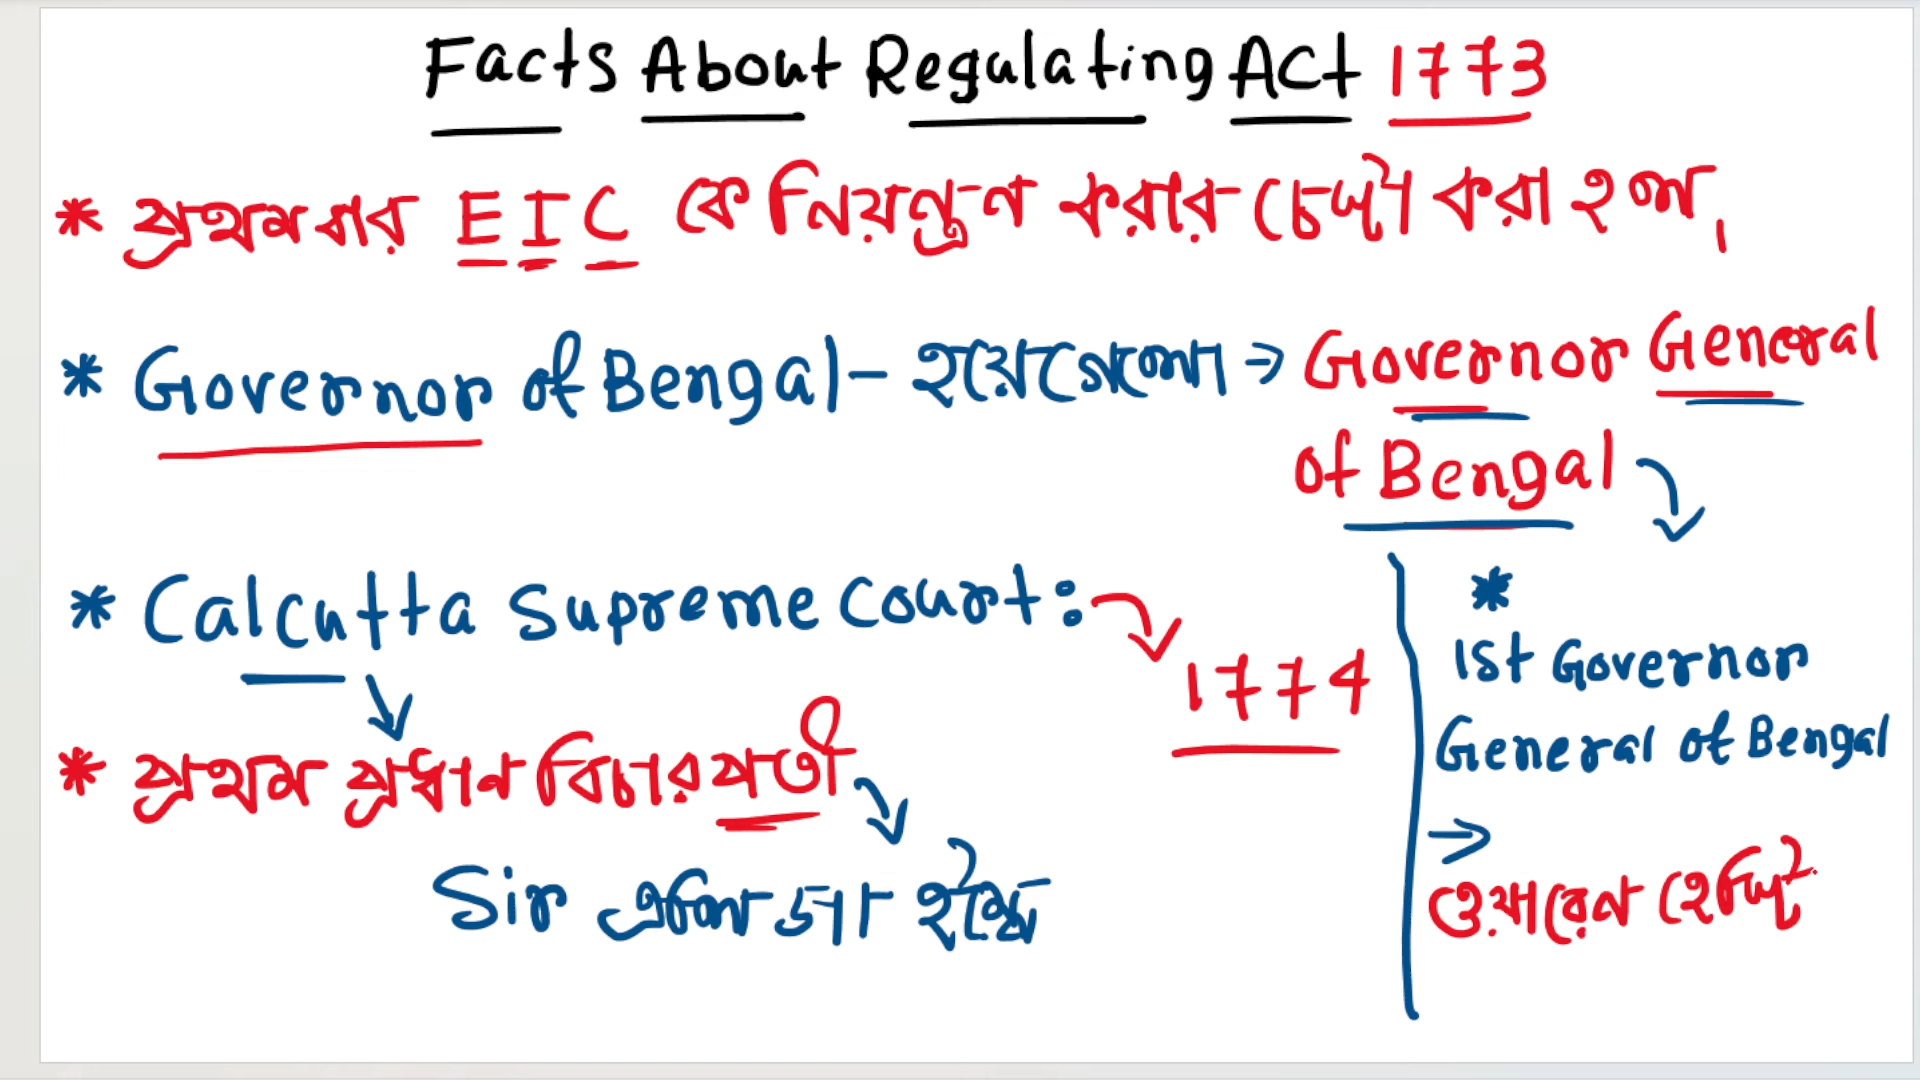 Facts About Regulating Act 1773
* প্রথমবার EIC কে নিয়ন্ত্রন করার চেষ্টা করা হল,
* Governor of Bengal - হয়ে গেলো → Governor General
of Bengal
* Calcutta Supreme Court :
1774
* প্রথম প্রধান বিচারপতী
Sir এলিজা ইম্পে
*
1st Governor
General of Bengal
→
ওয়ারেন হেস্টিং